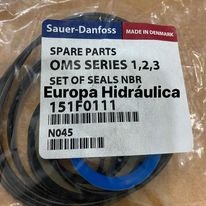 Sauer-Danfoss
MADE IN DENMARK
SPARE PARTS
OMS SERIES 1,2,3
SET OF SEALS NBR
Europa Hidráulica
151F0111
N045